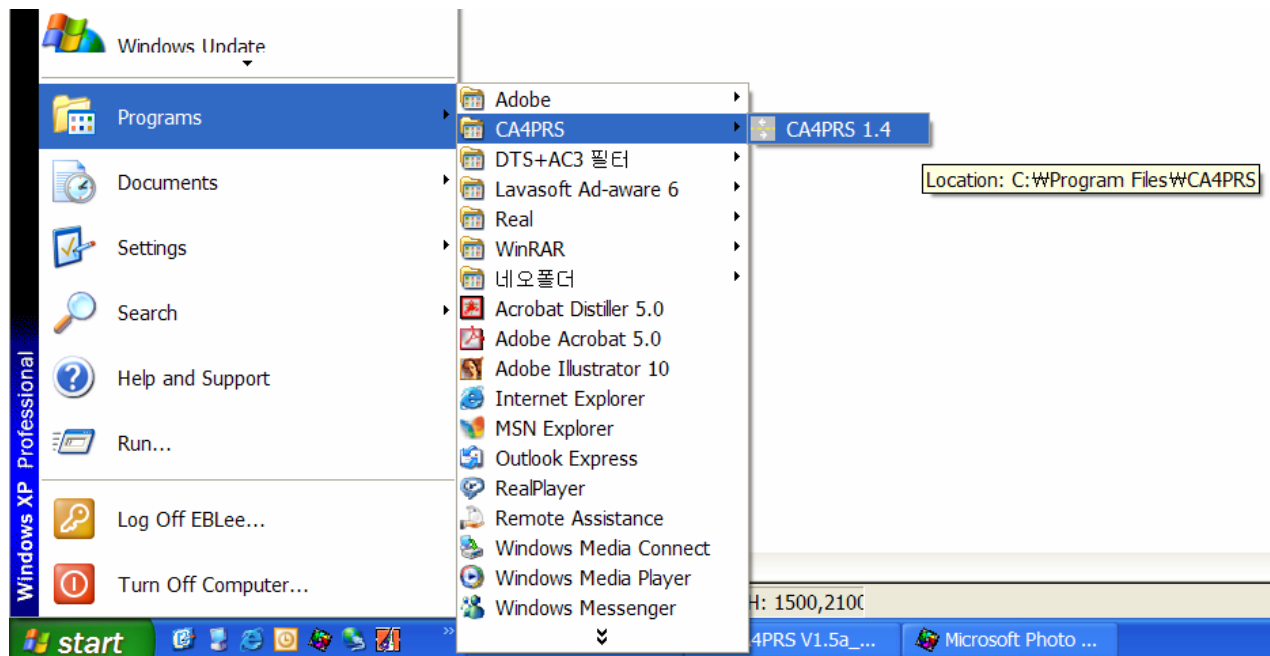 Windows Update
Programs
Documents
Settings
Search
Help and Support
Run...
Log Off EBLee...
Turn Off Computer...
Windows XP Professional
Adobe
CA4PRS
DTS+AC3 필터
Lavasoft Ad-aware 6
Real
WinRAR
네오폴더
Acrobat Distiller 5.0
Adobe Acrobat 5.0
Adobe Illustrator 10
Internet Explorer
MSN Explorer
Outlook Express
RealPlayer
Remote Assistance
Windows Media Connect
Windows Media Player
Windows Messenger
CA4PRS 1.4
Location: C:₩Program Files₩CA4PRS
H: 1500,210
start
4PRS V1.5a_...
Microsoft Photo ...